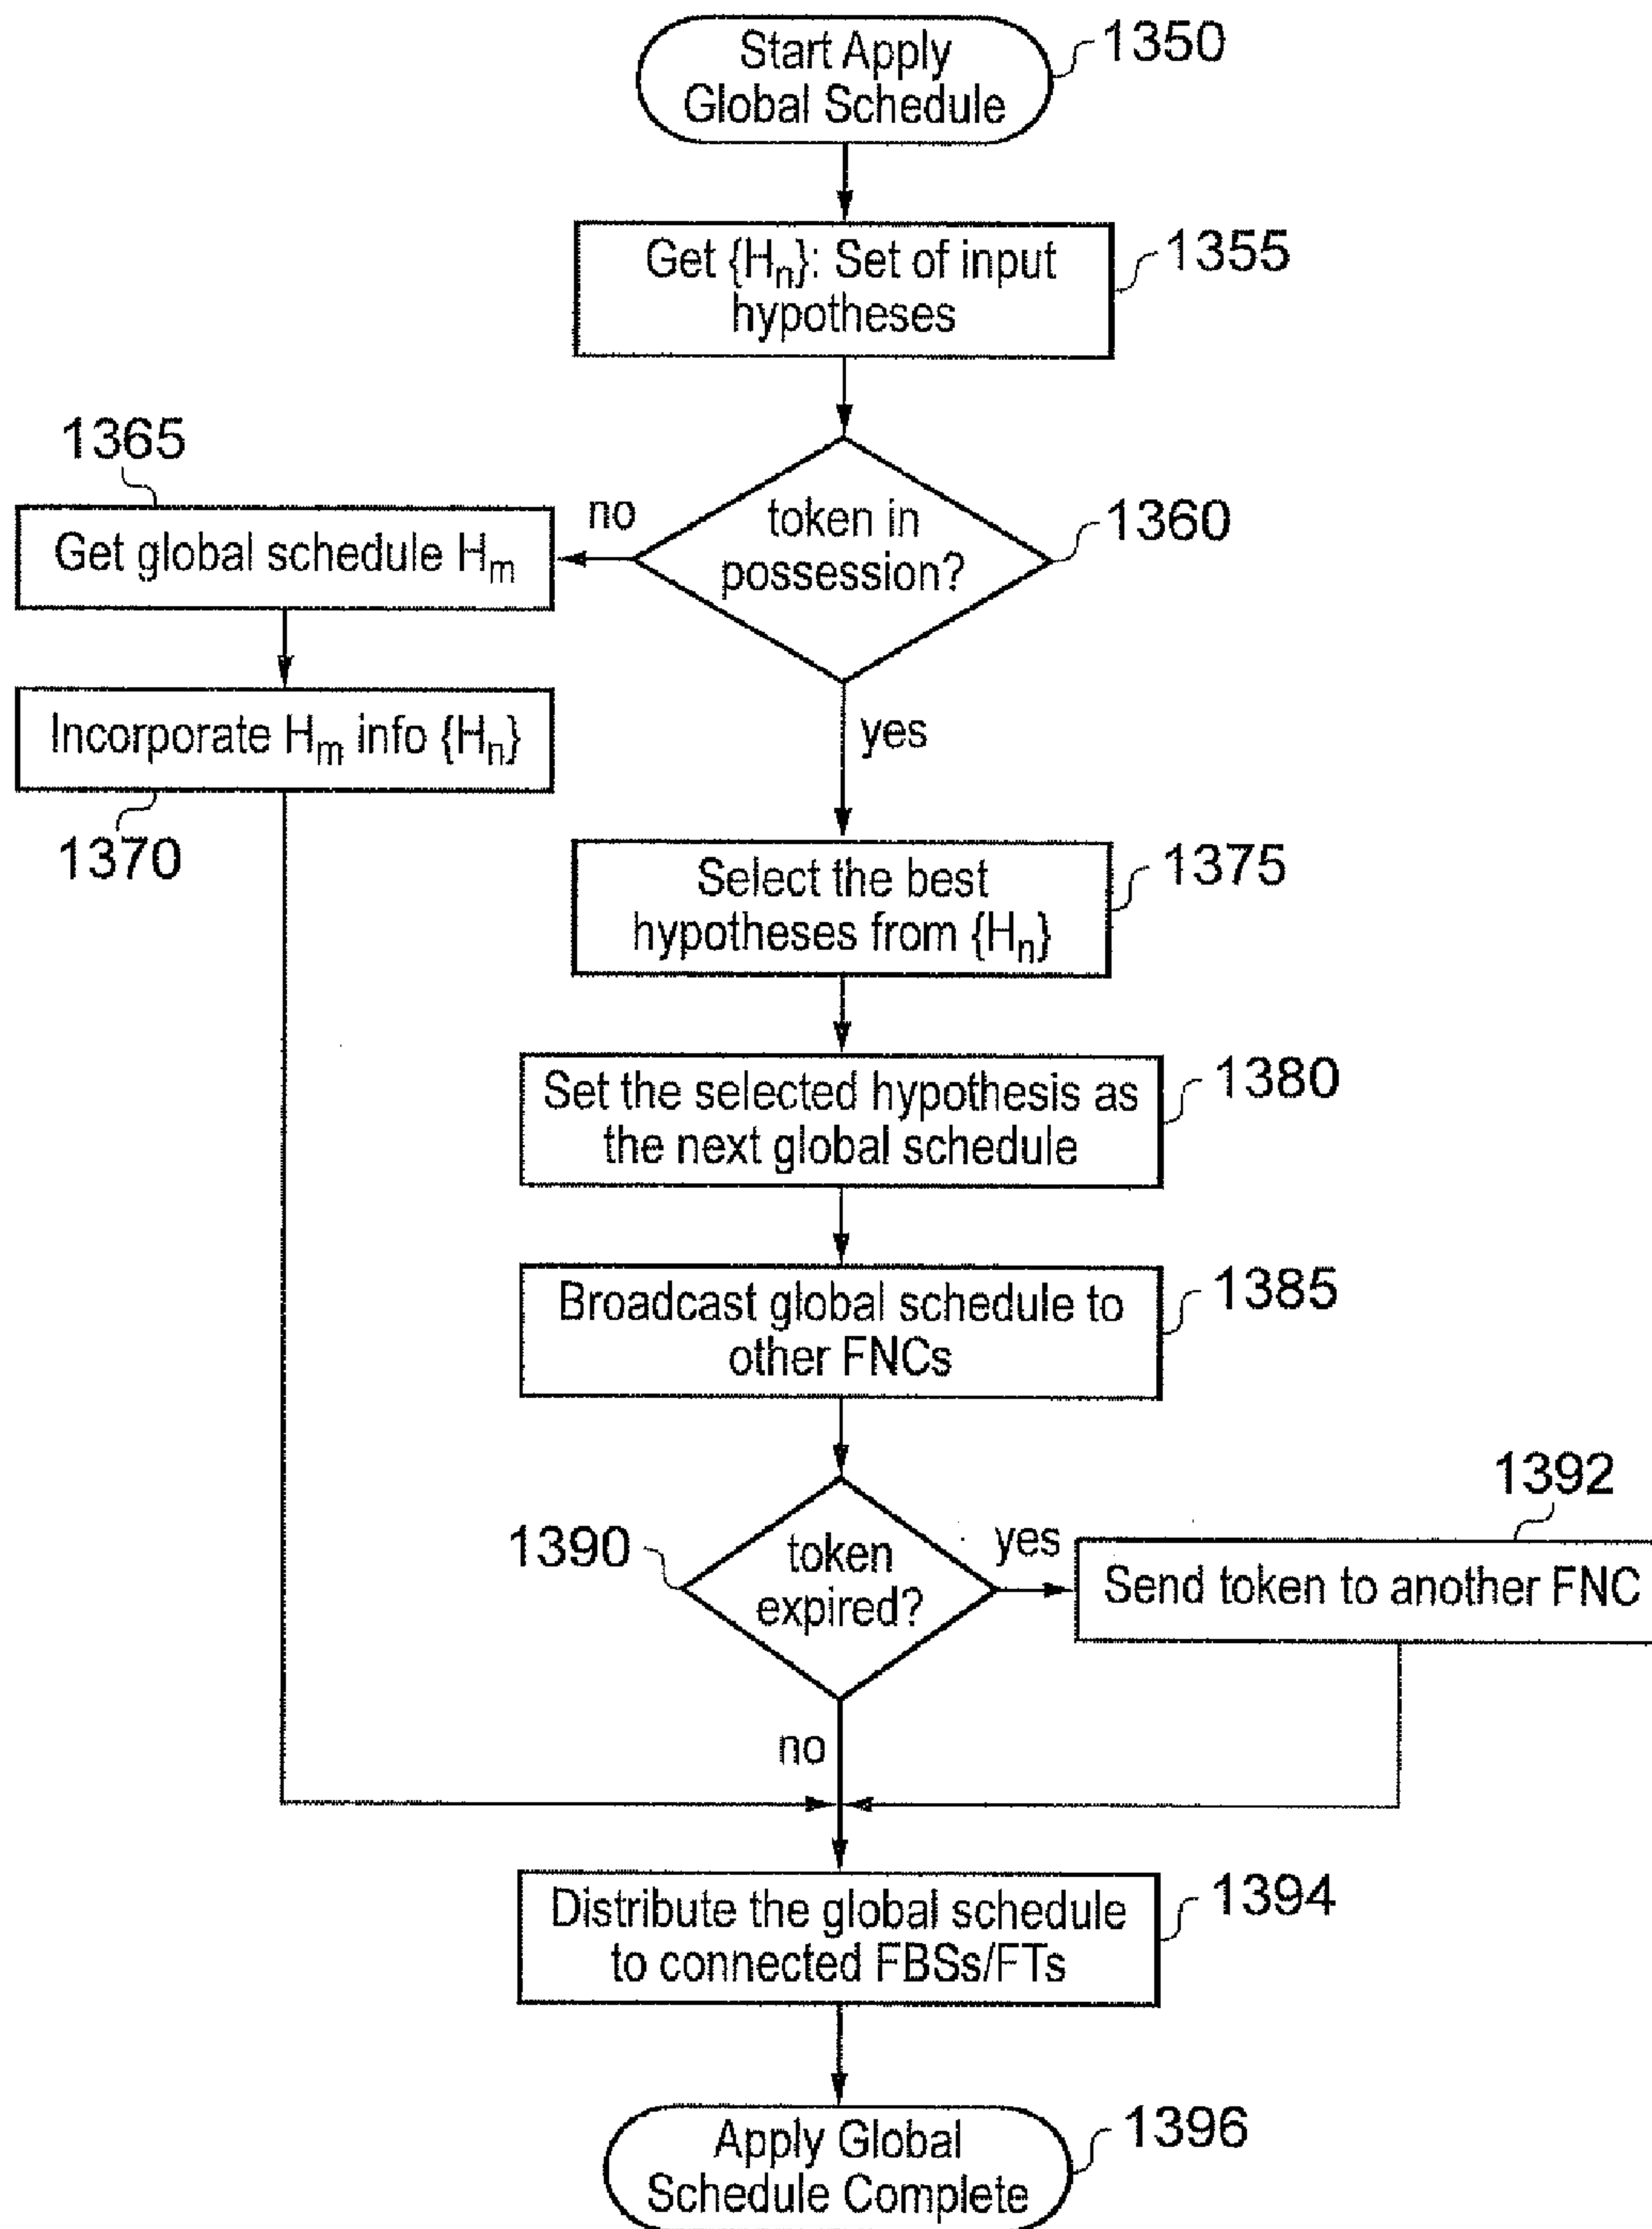 Start Apply
Global Schedule
1350
Get {Hn}: Set of input
hypotheses
1355
token in
possession?
1360
no
1365
Get global schedule Hm
Incorporate Hm info {Hn}
1370
yes
Select the best
hypotheses from {Hn}
1375
Set the selected hypothesis as
the next global schedule
1380
Broadcast global schedule to
other FNCs
1385
1390
token
expired?
yes
1392
Send token to another FNC
no
Distribute the global schedule
to connected FBSs/FTs
1394
Apply Global
Schedule Complete
1396